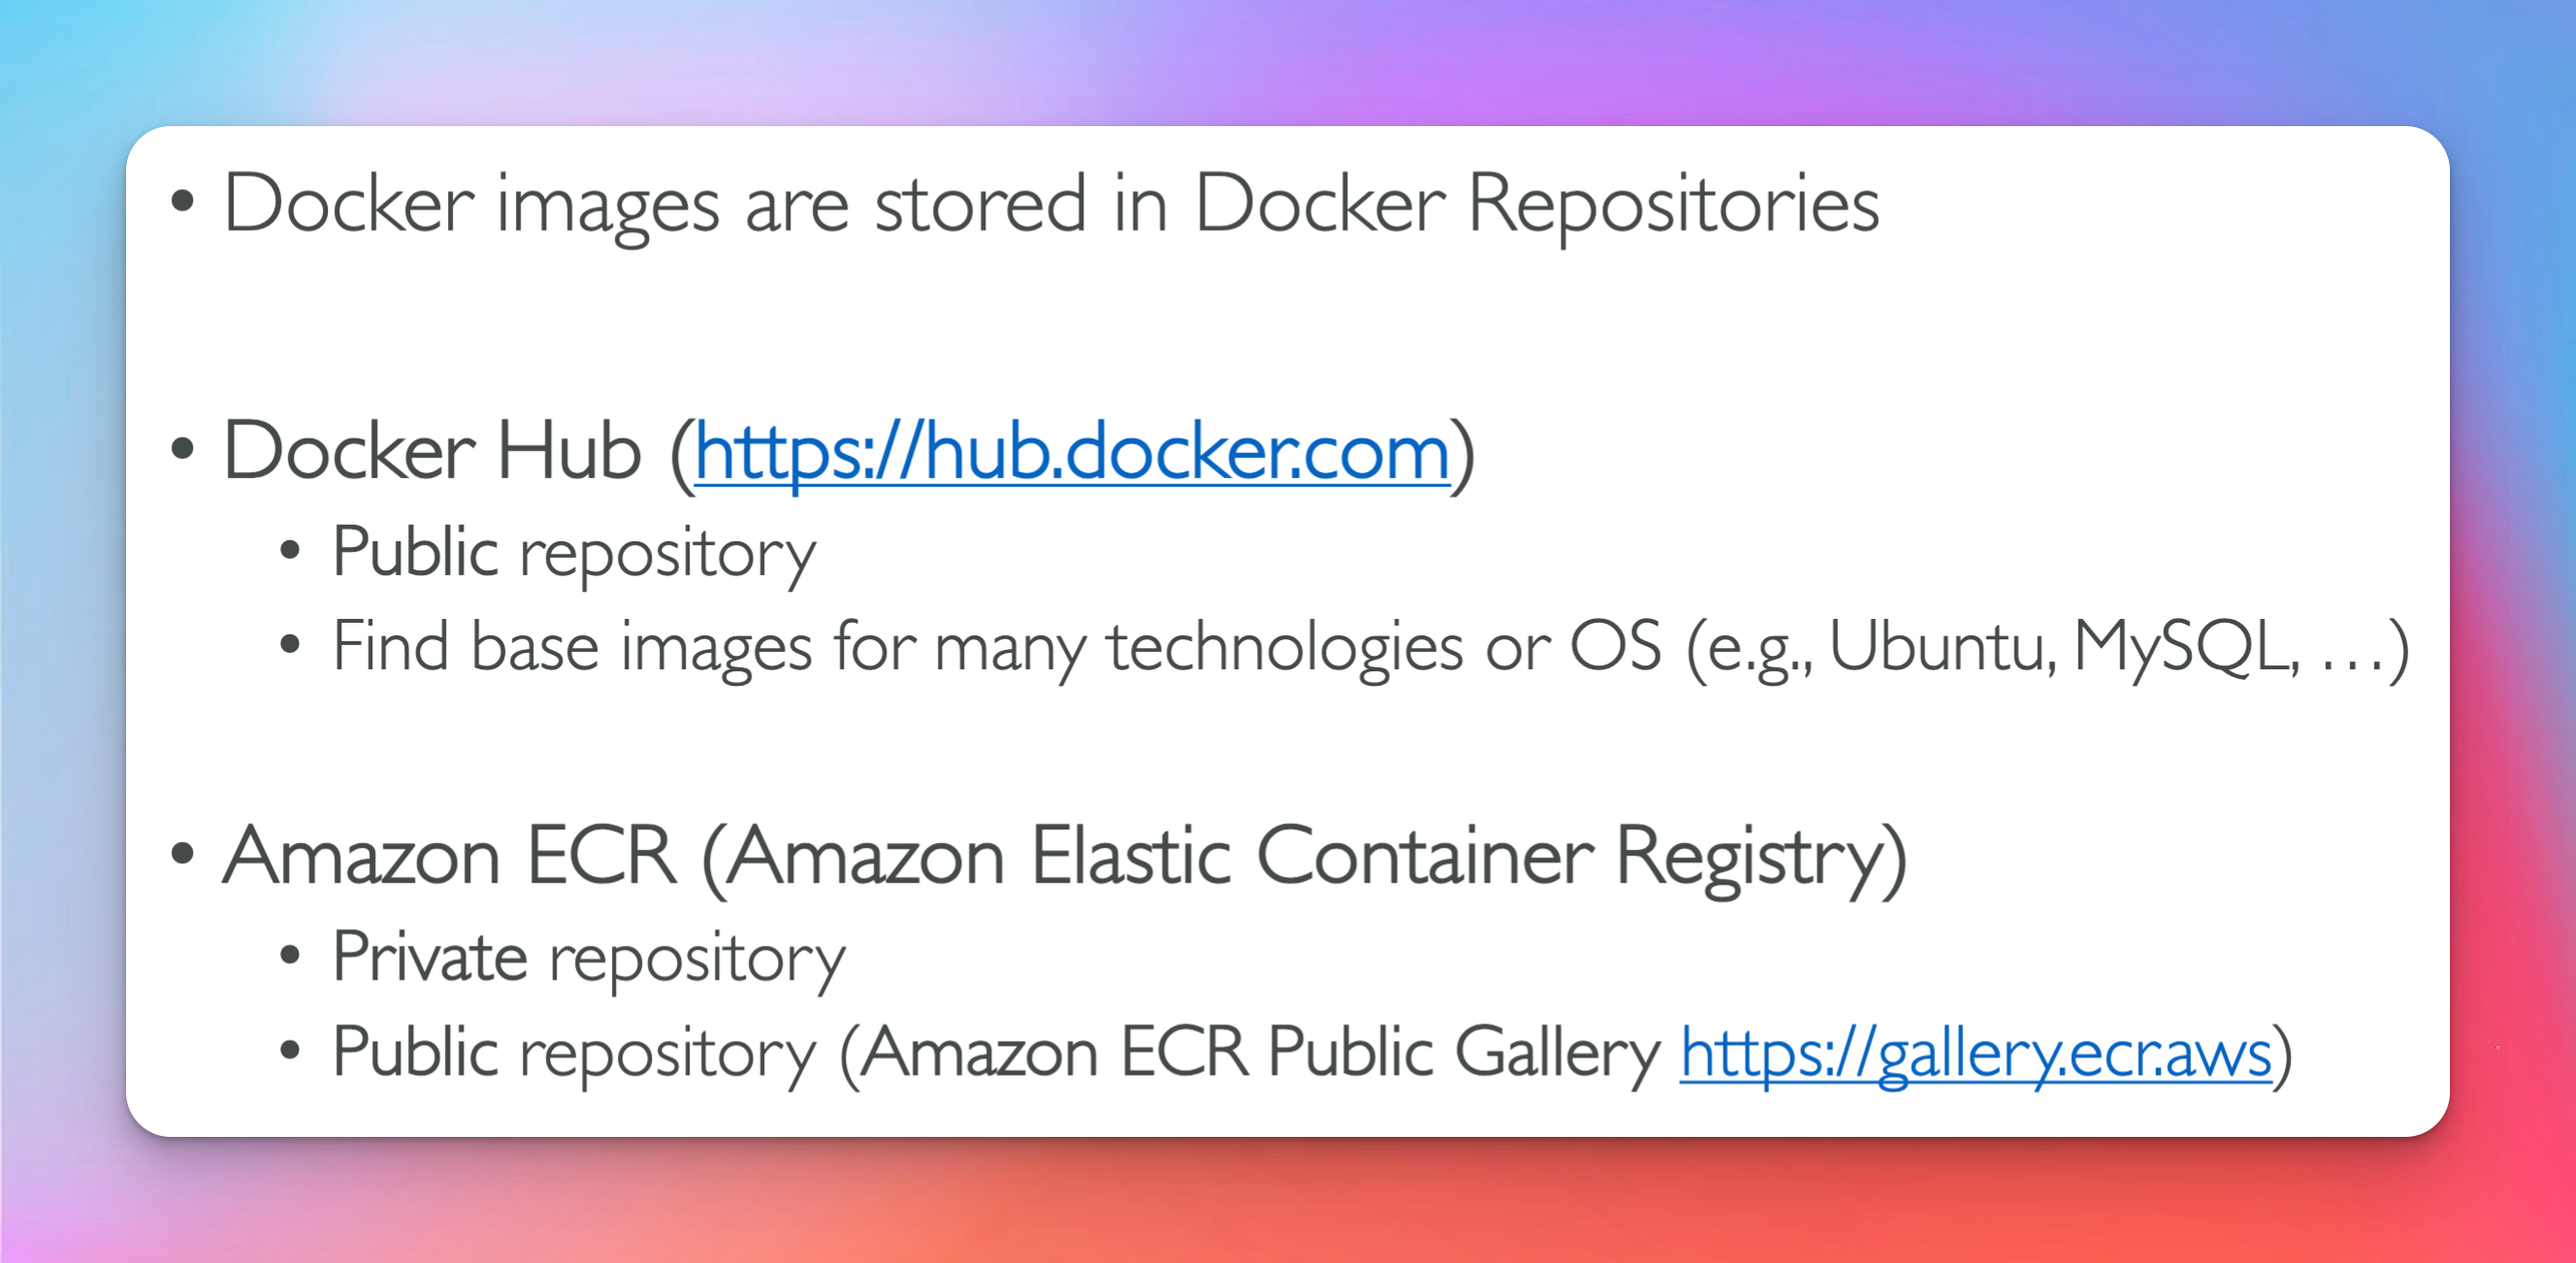 • Docker images are stored in Docker Repositories
• Docker Hub (https://hub.docker.com)
• Public repository
• Find base images for many technologies or OS (e.g., Ubuntu, MySQL, …)
• Amazon ECR (Amazon Elastic Container Registry)
• Private repository
• Public repository (Amazon ECR Public Gallery https://gallery.ecr.aws)